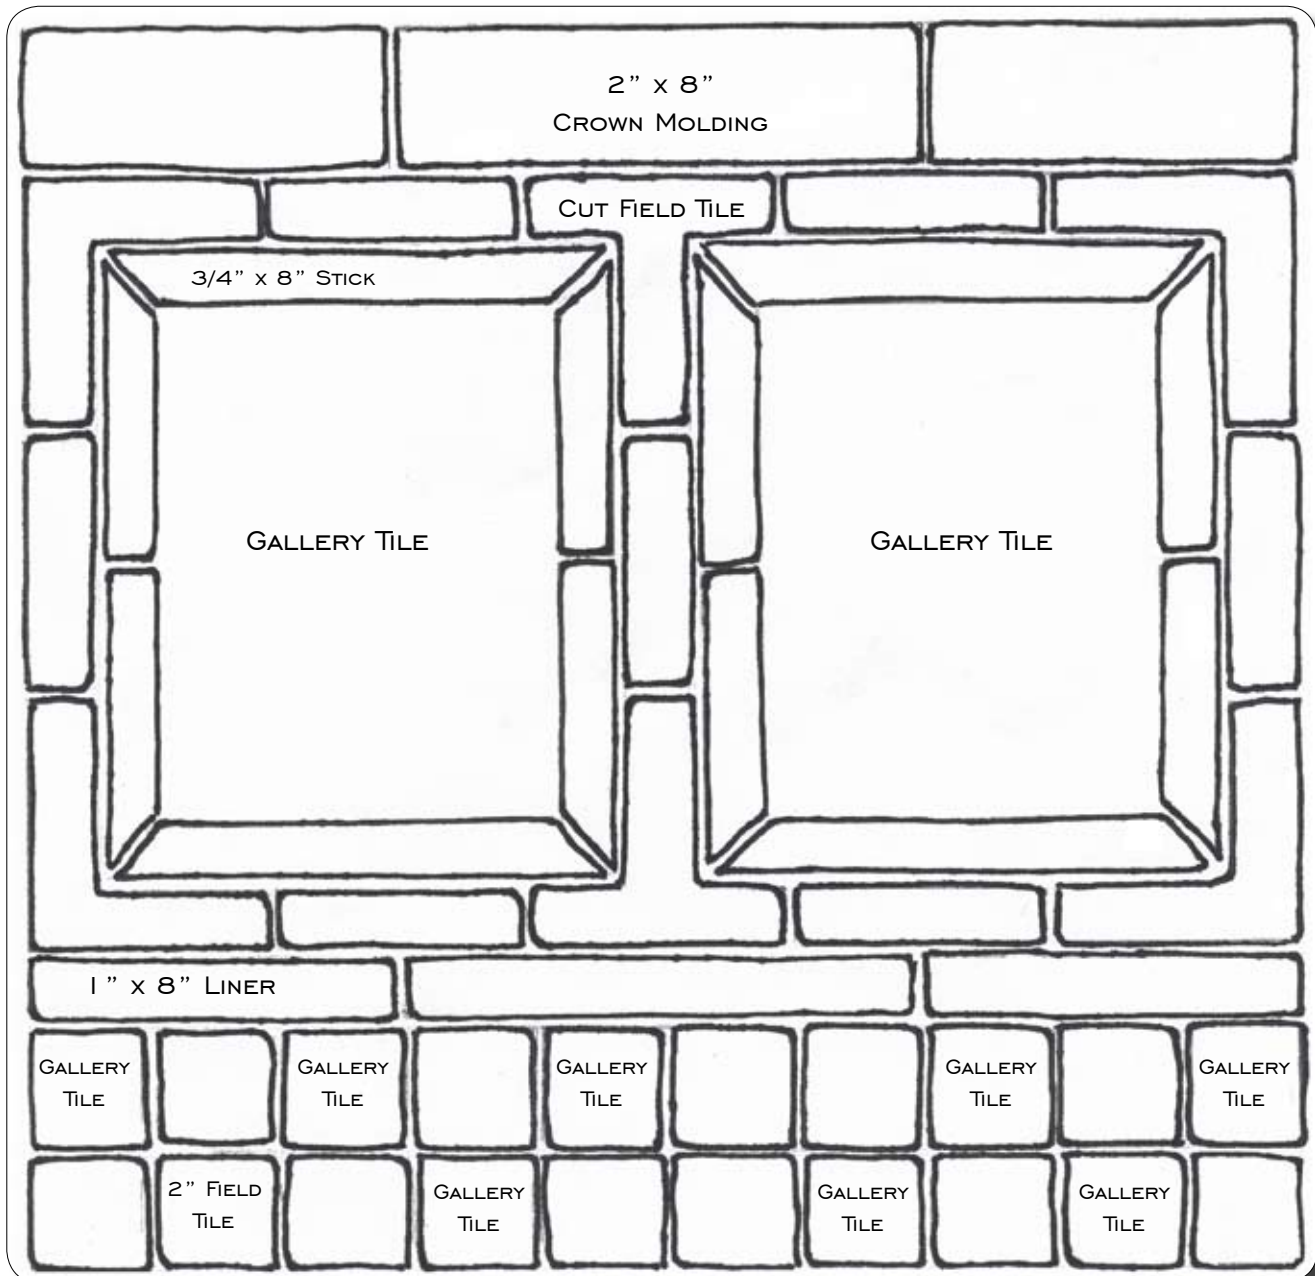 2” x 8”
Crown Molding
Cut Field Tile
3/4” x 8” Stick
Gallery Tile
Gallery Tile
1” x 8” Liner
Gallery
Tile
Gallery
Tile
Gallery
Tile
Gallery
Tile
Gallery
Tile
2” Field
Tile
Gallery
Tile
Gallery
Tile
Gallery
Tile